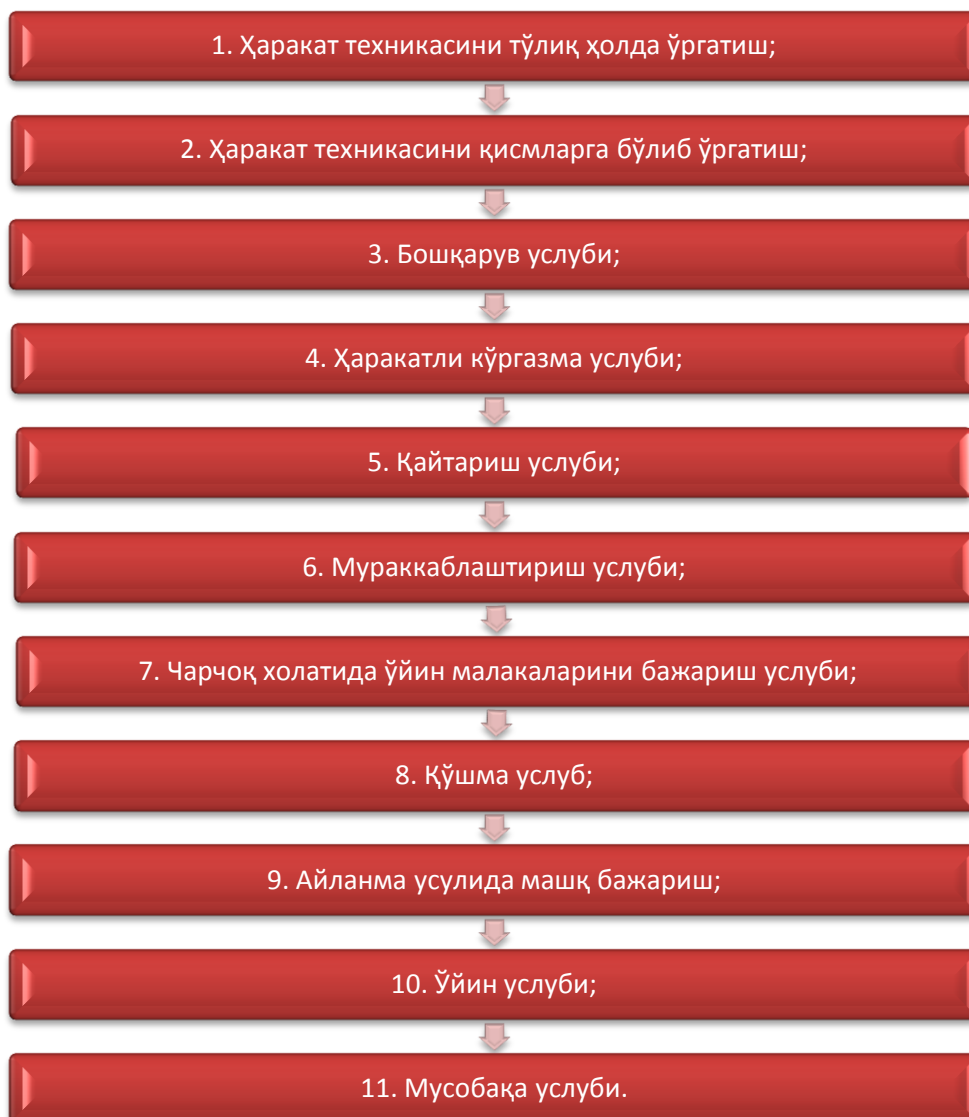 1. Ҳаракат техникасини тўлиқ ҳолда ўргатиш;
2. Ҳаракат техникасини қисмларга бўлиб ўргатиш;
3. Бошқарув услуби;
4. Ҳаракатли кўргазма услуби;
5. Қайтариш услуби;
6. Мураккаблаштириш услуби;
7. Чарчоқ холатида ўйин малакаларини бажариш услуби;
8. Қўшма услуб;
9. Айланма усулида машқ бажариш;
10. Ўйин услуби;
11. Мусобақа услуби.